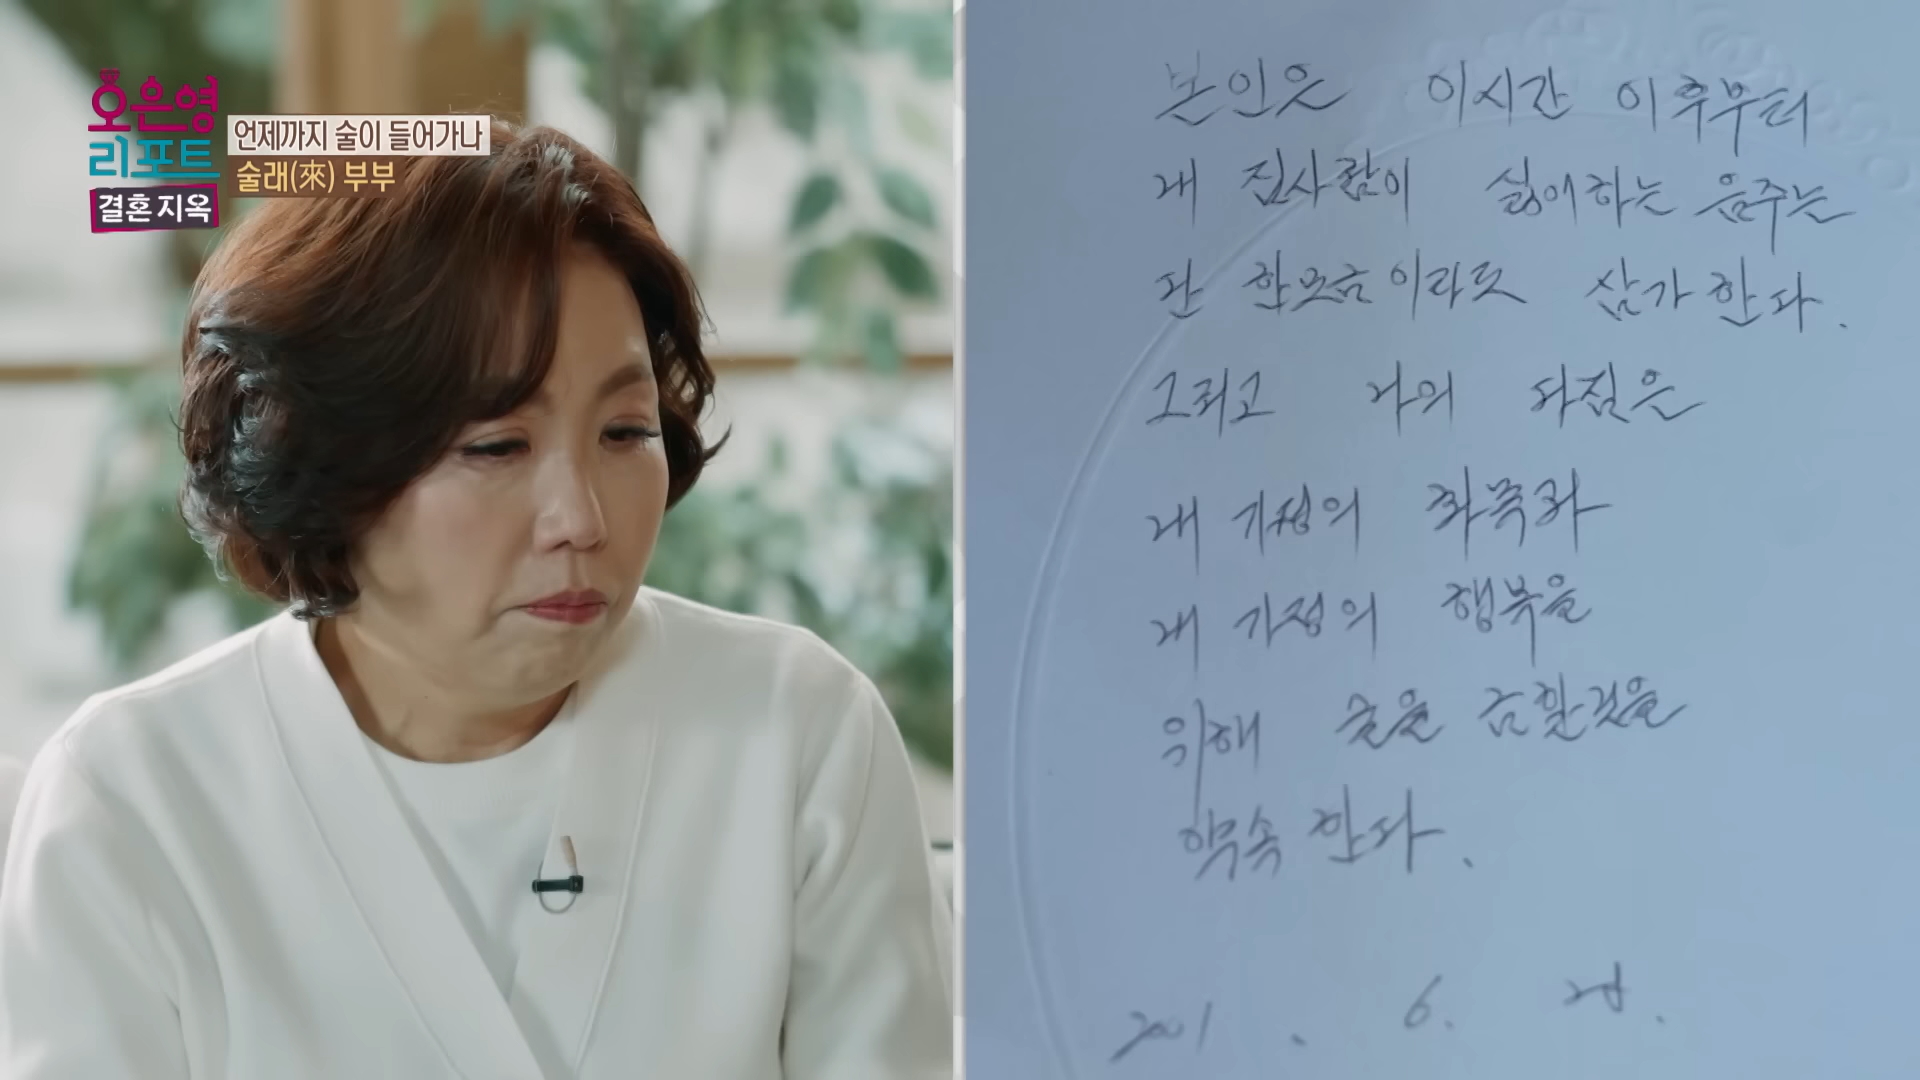 오은영
리포트
결혼 지옥
언제까지 술이 들어가나
술래(來) 부부
본인은 이시간 이후부터
내 집사람이 싫어하는 음주는
단 한모금이라도 삼가한다.
그리고 나의 다짐은
내 가정의 화목과
내 가정의 행복을
위해 술을 금할것을
약속 한다.
2001. 6.